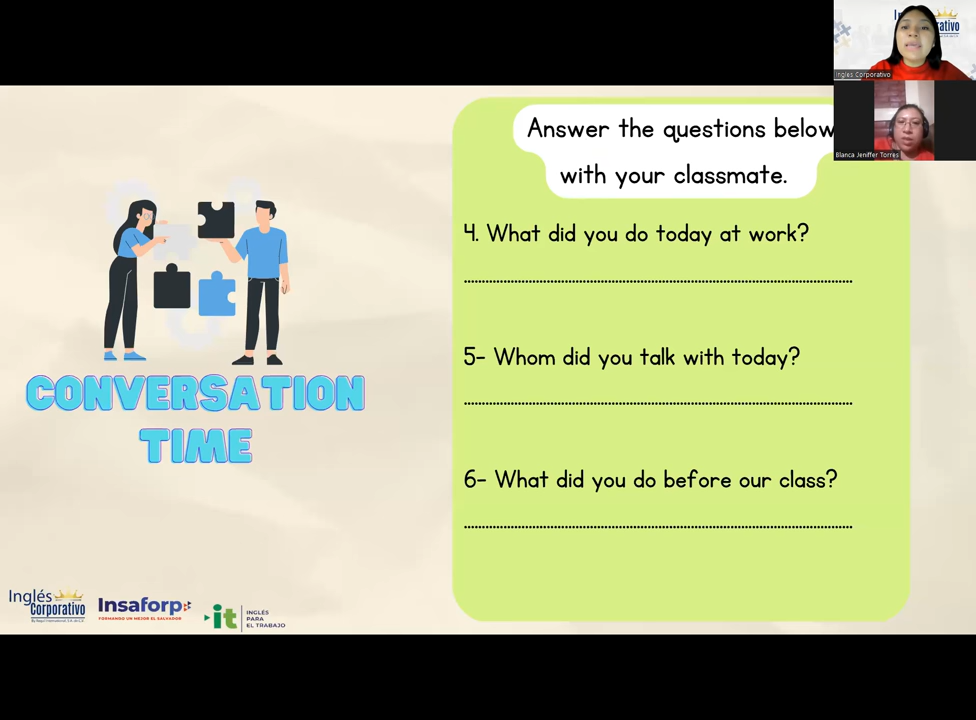 Inglés Corporativo
Blanca Jeniffer Torres
Answer the questions below
with your classmate.
4. What did you do today at work?
5- Whom did you talk with today?
6- What did you do before our class?
CONVERSATION
TIME
Inglés
Corporativo
Insaforp
FORMANDO UN MEJOR EL SALVADOR
it
INGLÉS
PARA
EL TRABAJO